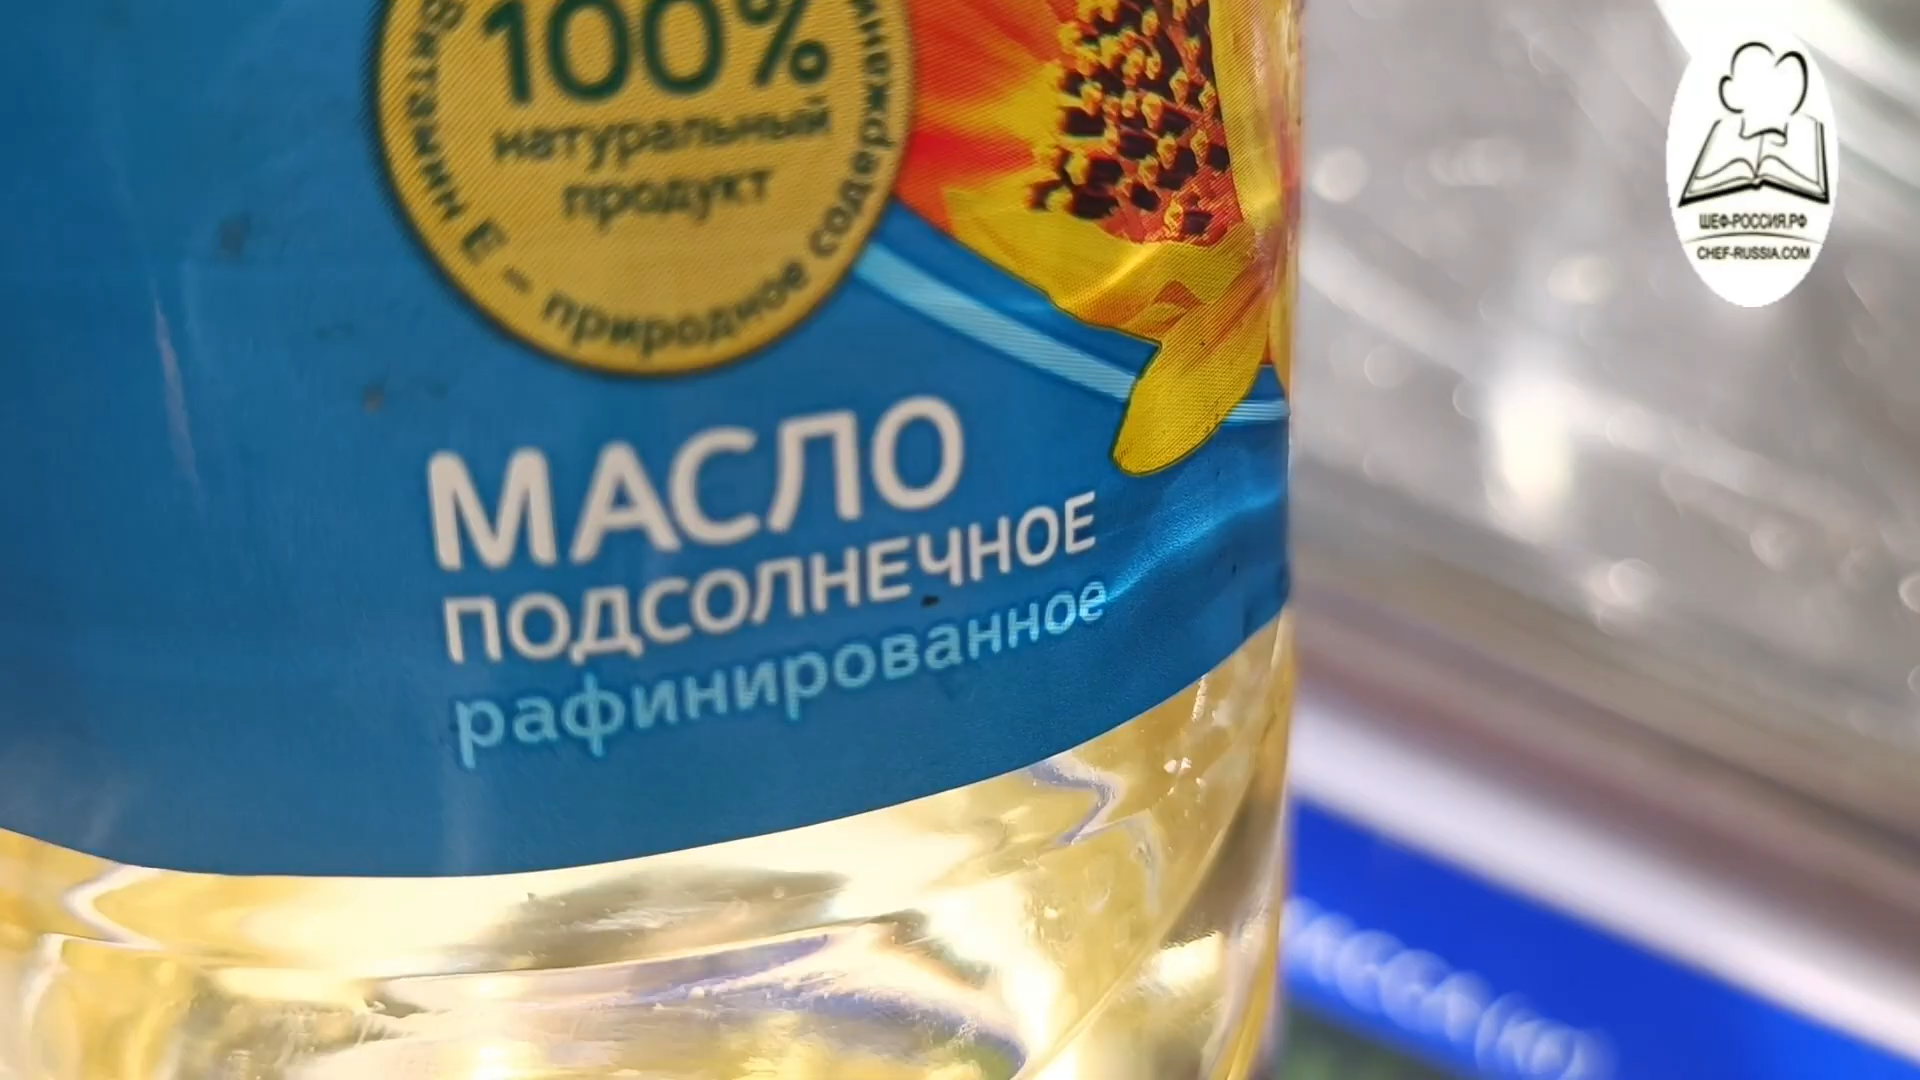 100%
натуральный
продукт
витамин Е – природное содержание
МАСЛО
ПОДСОЛНЕЧНОЕ
рафинированное
ШЕФ-РОССИЯ.РФ
CHEF-RUSSIA.COM